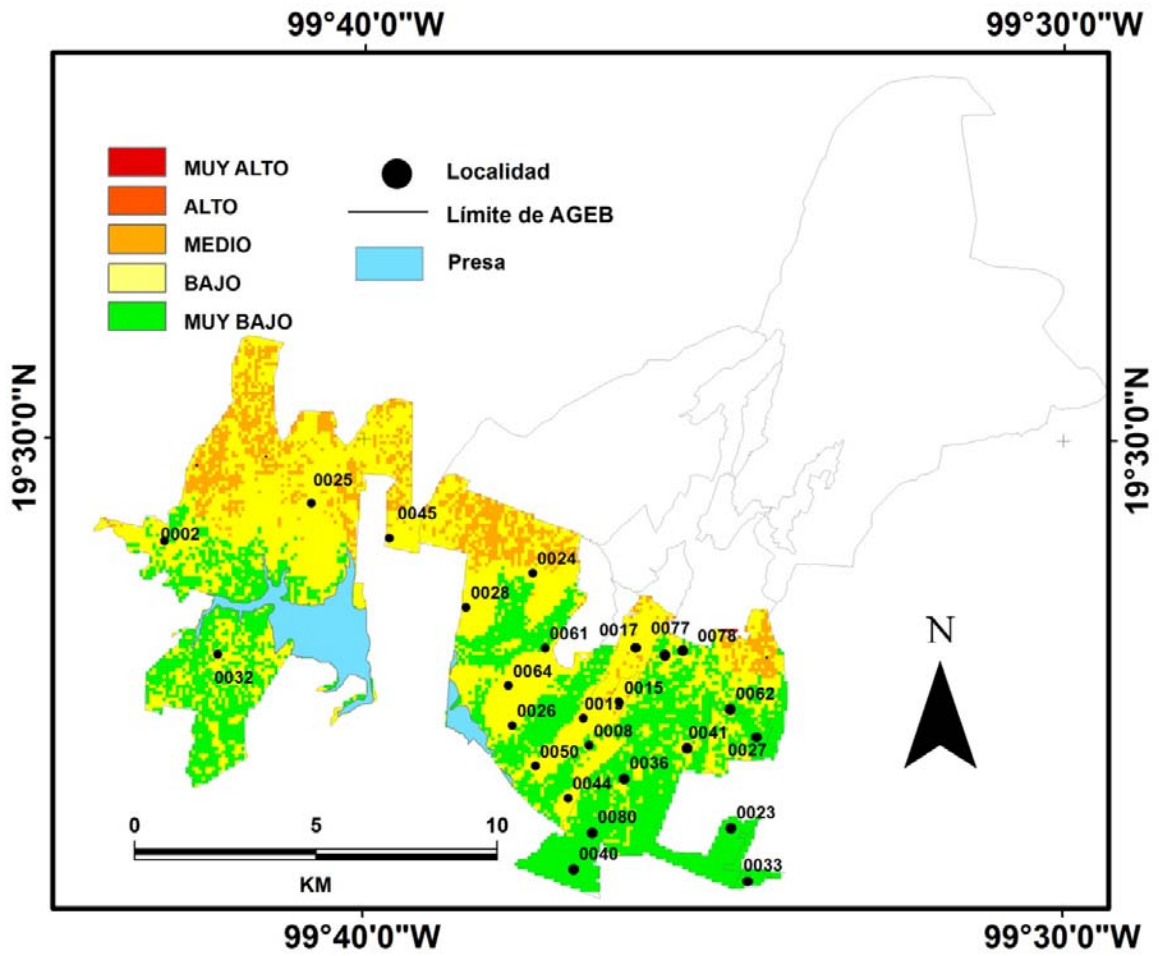 99°40'0"W
99°30'0"W
MUY ALTO
ALTO
MEDIO
BAJO
MUY BAJO
Localidad
Límite de AGEB
Presa
19°30'0"N
19°30'0"N
0025
0045
0002
0024
0028
0061
0017
0077
0078
0032
0064
0015
0062
0019
0026
0008
0041
0027
0050
0036
0044
0080
0023
0040
0033
N
0
5
10
KM
99°40'0"W
99°30'0"W